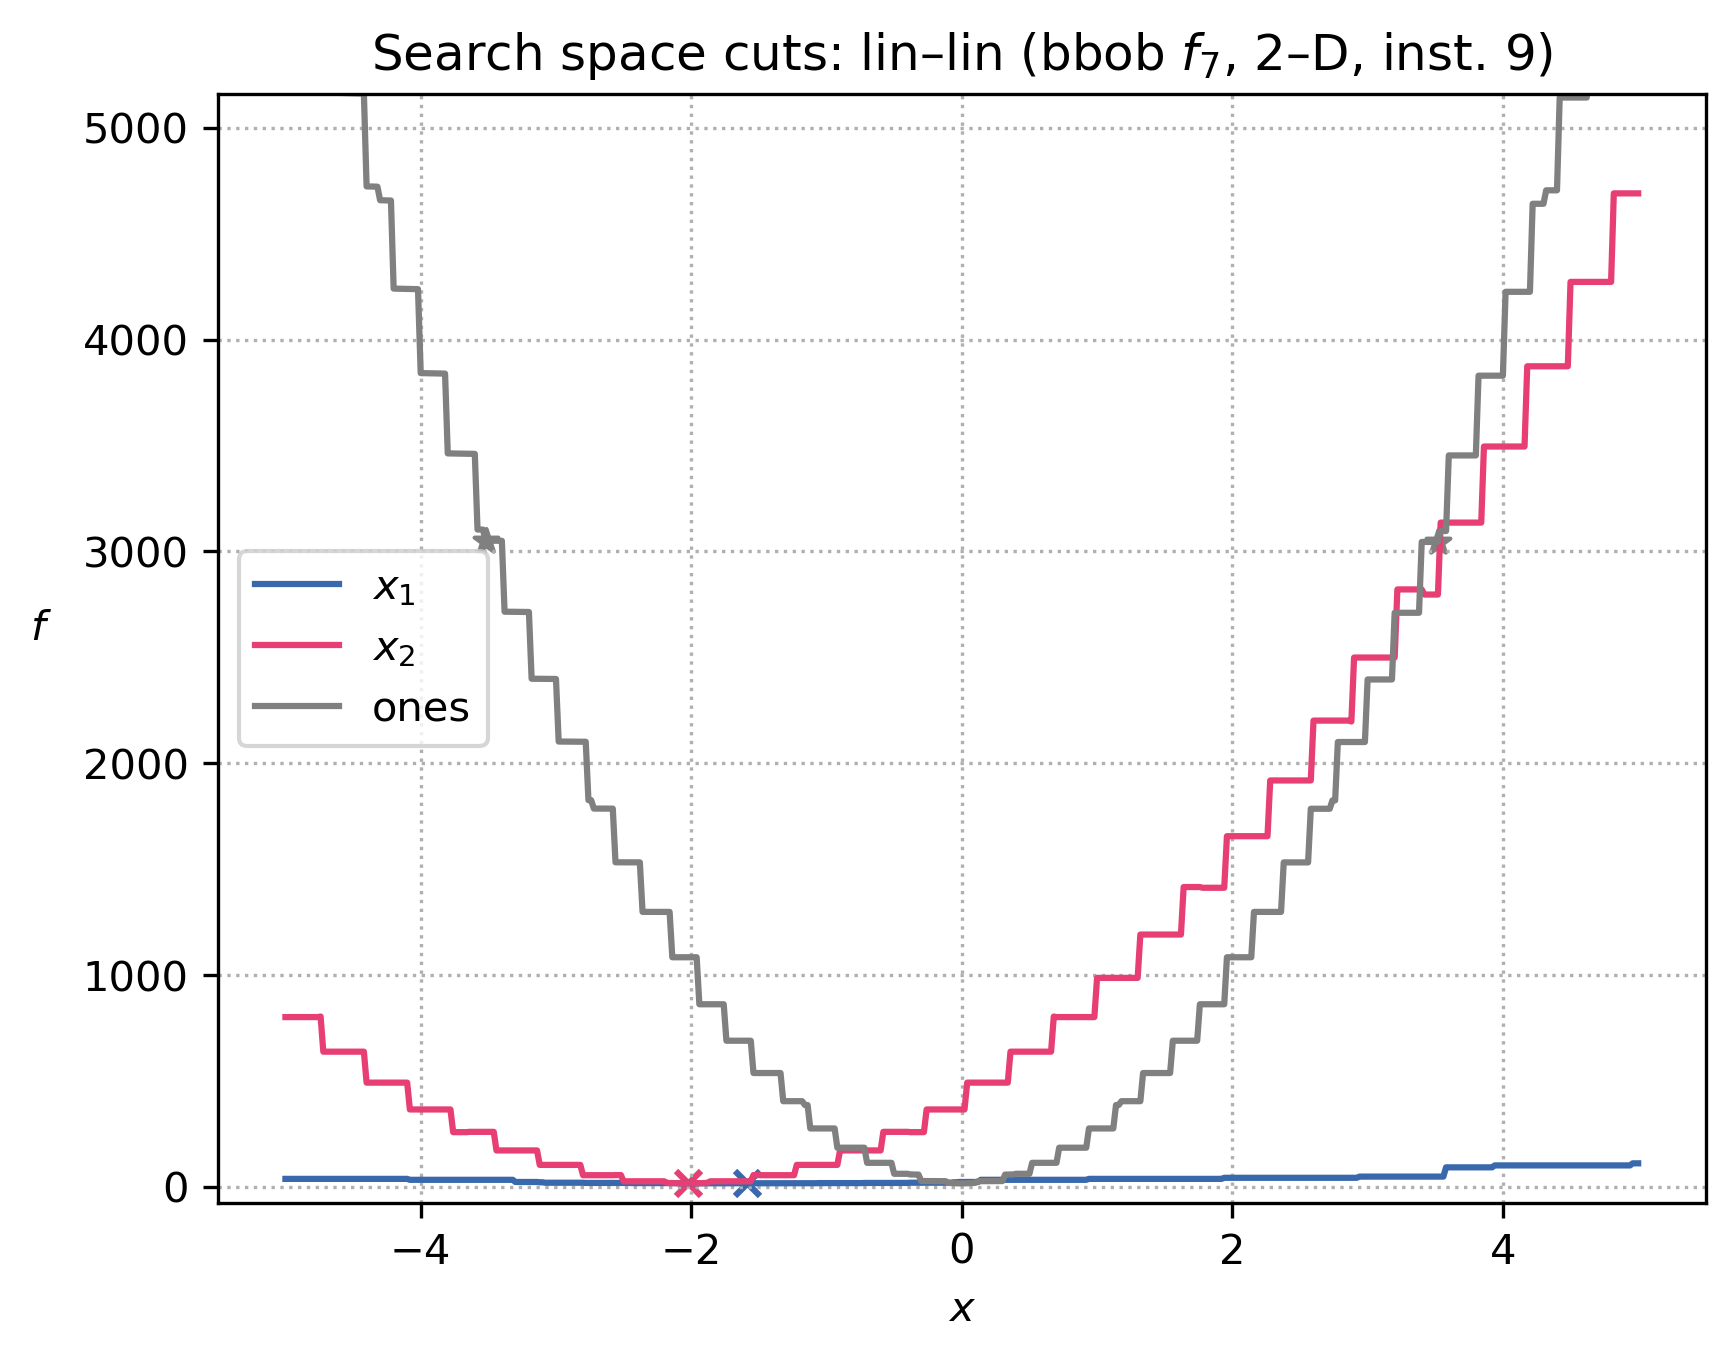 Search space cuts: lin–lin (bbob f₇, 2–D, inst. 9)
5000
4000
3000
2000
1000
0
f
x₁
x₂
ones
−4 −2 0 2 4
x